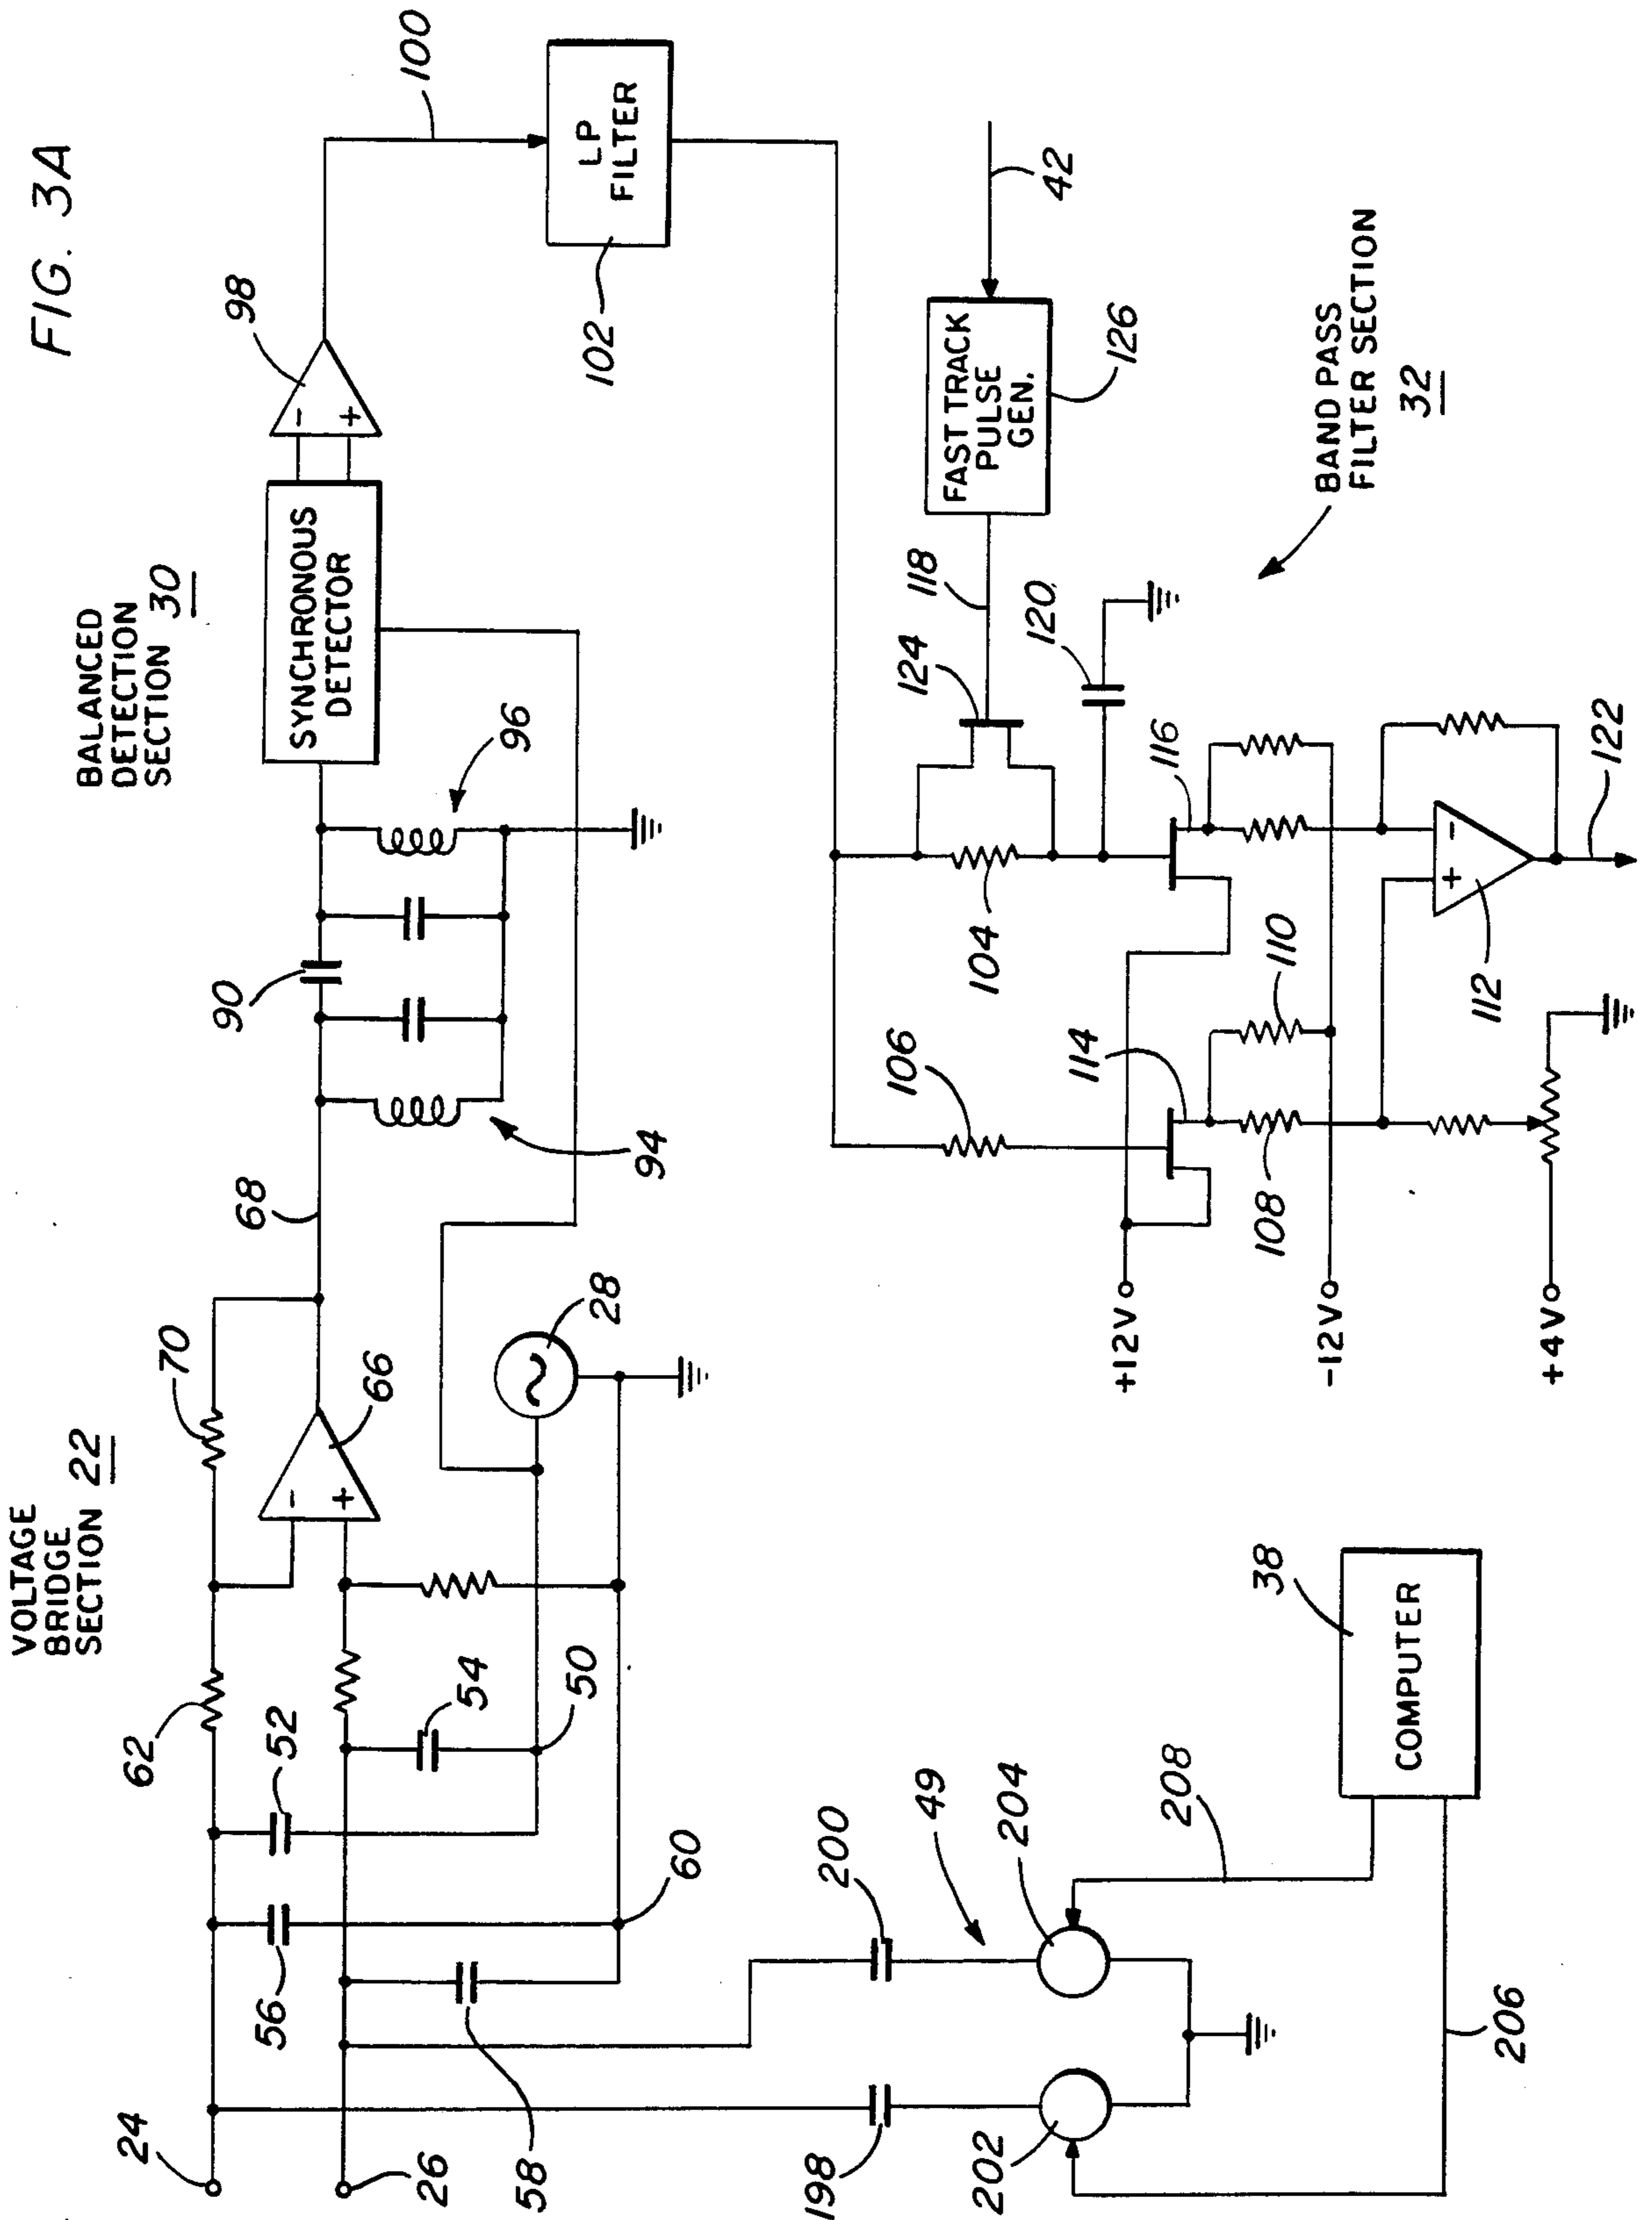 FIG. 3A
VOLTAGE
BRIDGE
SECTION 22
BALANCED
DETECTION
SECTION 30
24
26
56
58
52
62
54
50
60
70
66
28
68
94
90
96
SYNCHRONOUS
DETECTOR
-
+
-
+
98
100
LP
FILTER
102
198
200
49
202
204
206
208
COMPUTER
38
42
FAST TRACK
PULSE
GEN.
126
118
124
120
104
106
114
116
108
110
112
+
-
122
+12V
-12V
+4V
BAND PASS
FILTER SECTION
32